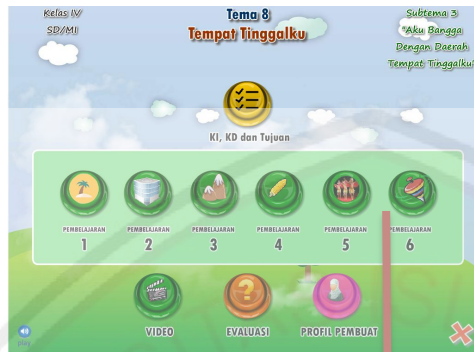 Kelas IV
SD/MI
Tema 8
Tempat Tinggalku
Subtema 3
"Aku Bangga
Dengan Daerah
Tempat Tinggalku"
KI, KD dan Tujuan
PEMBELAJARAN
1
PEMBELAJARAN
2
PEMBELAJARAN
3
PEMBELAJARAN
4
PEMBELAJARAN
5
PEMBELAJARAN
6
VIDEO
EVALUASI
PROFIL PEMBUAT
play